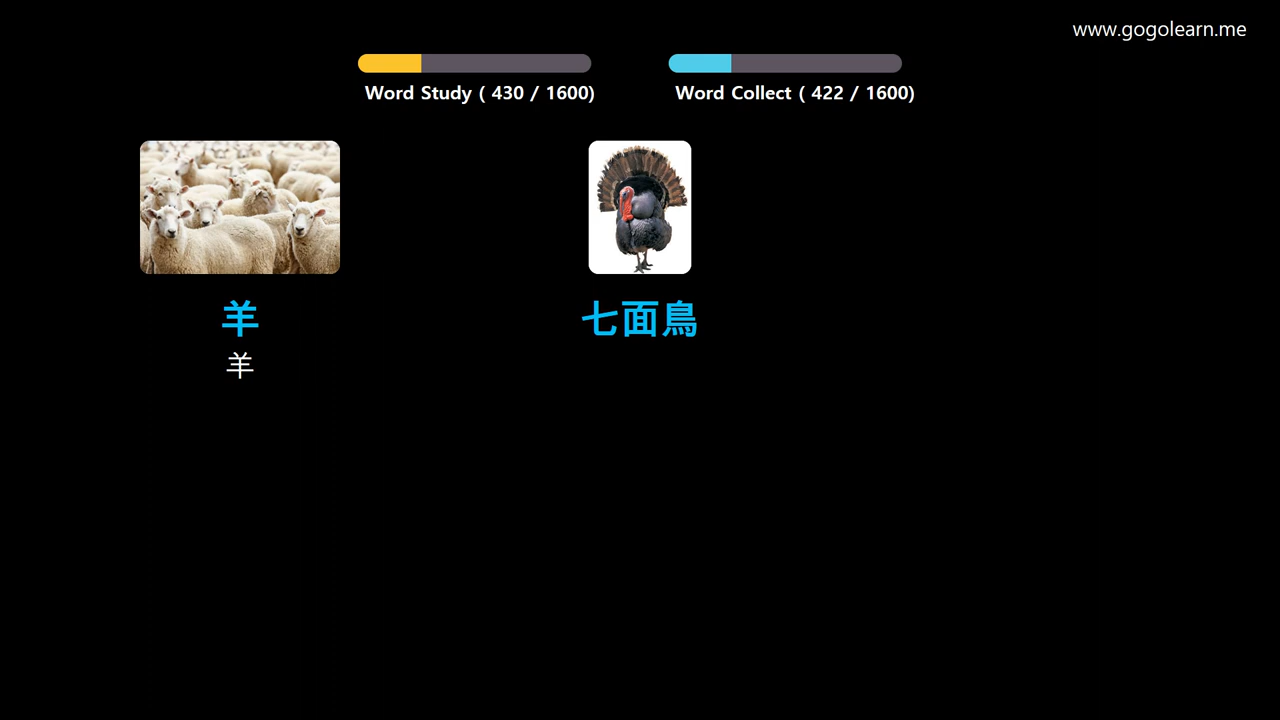 www.gogolearn.me
Word Study ( 430 / 1600)
Word Collect ( 422 / 1600)
羊
七面鳥
羊